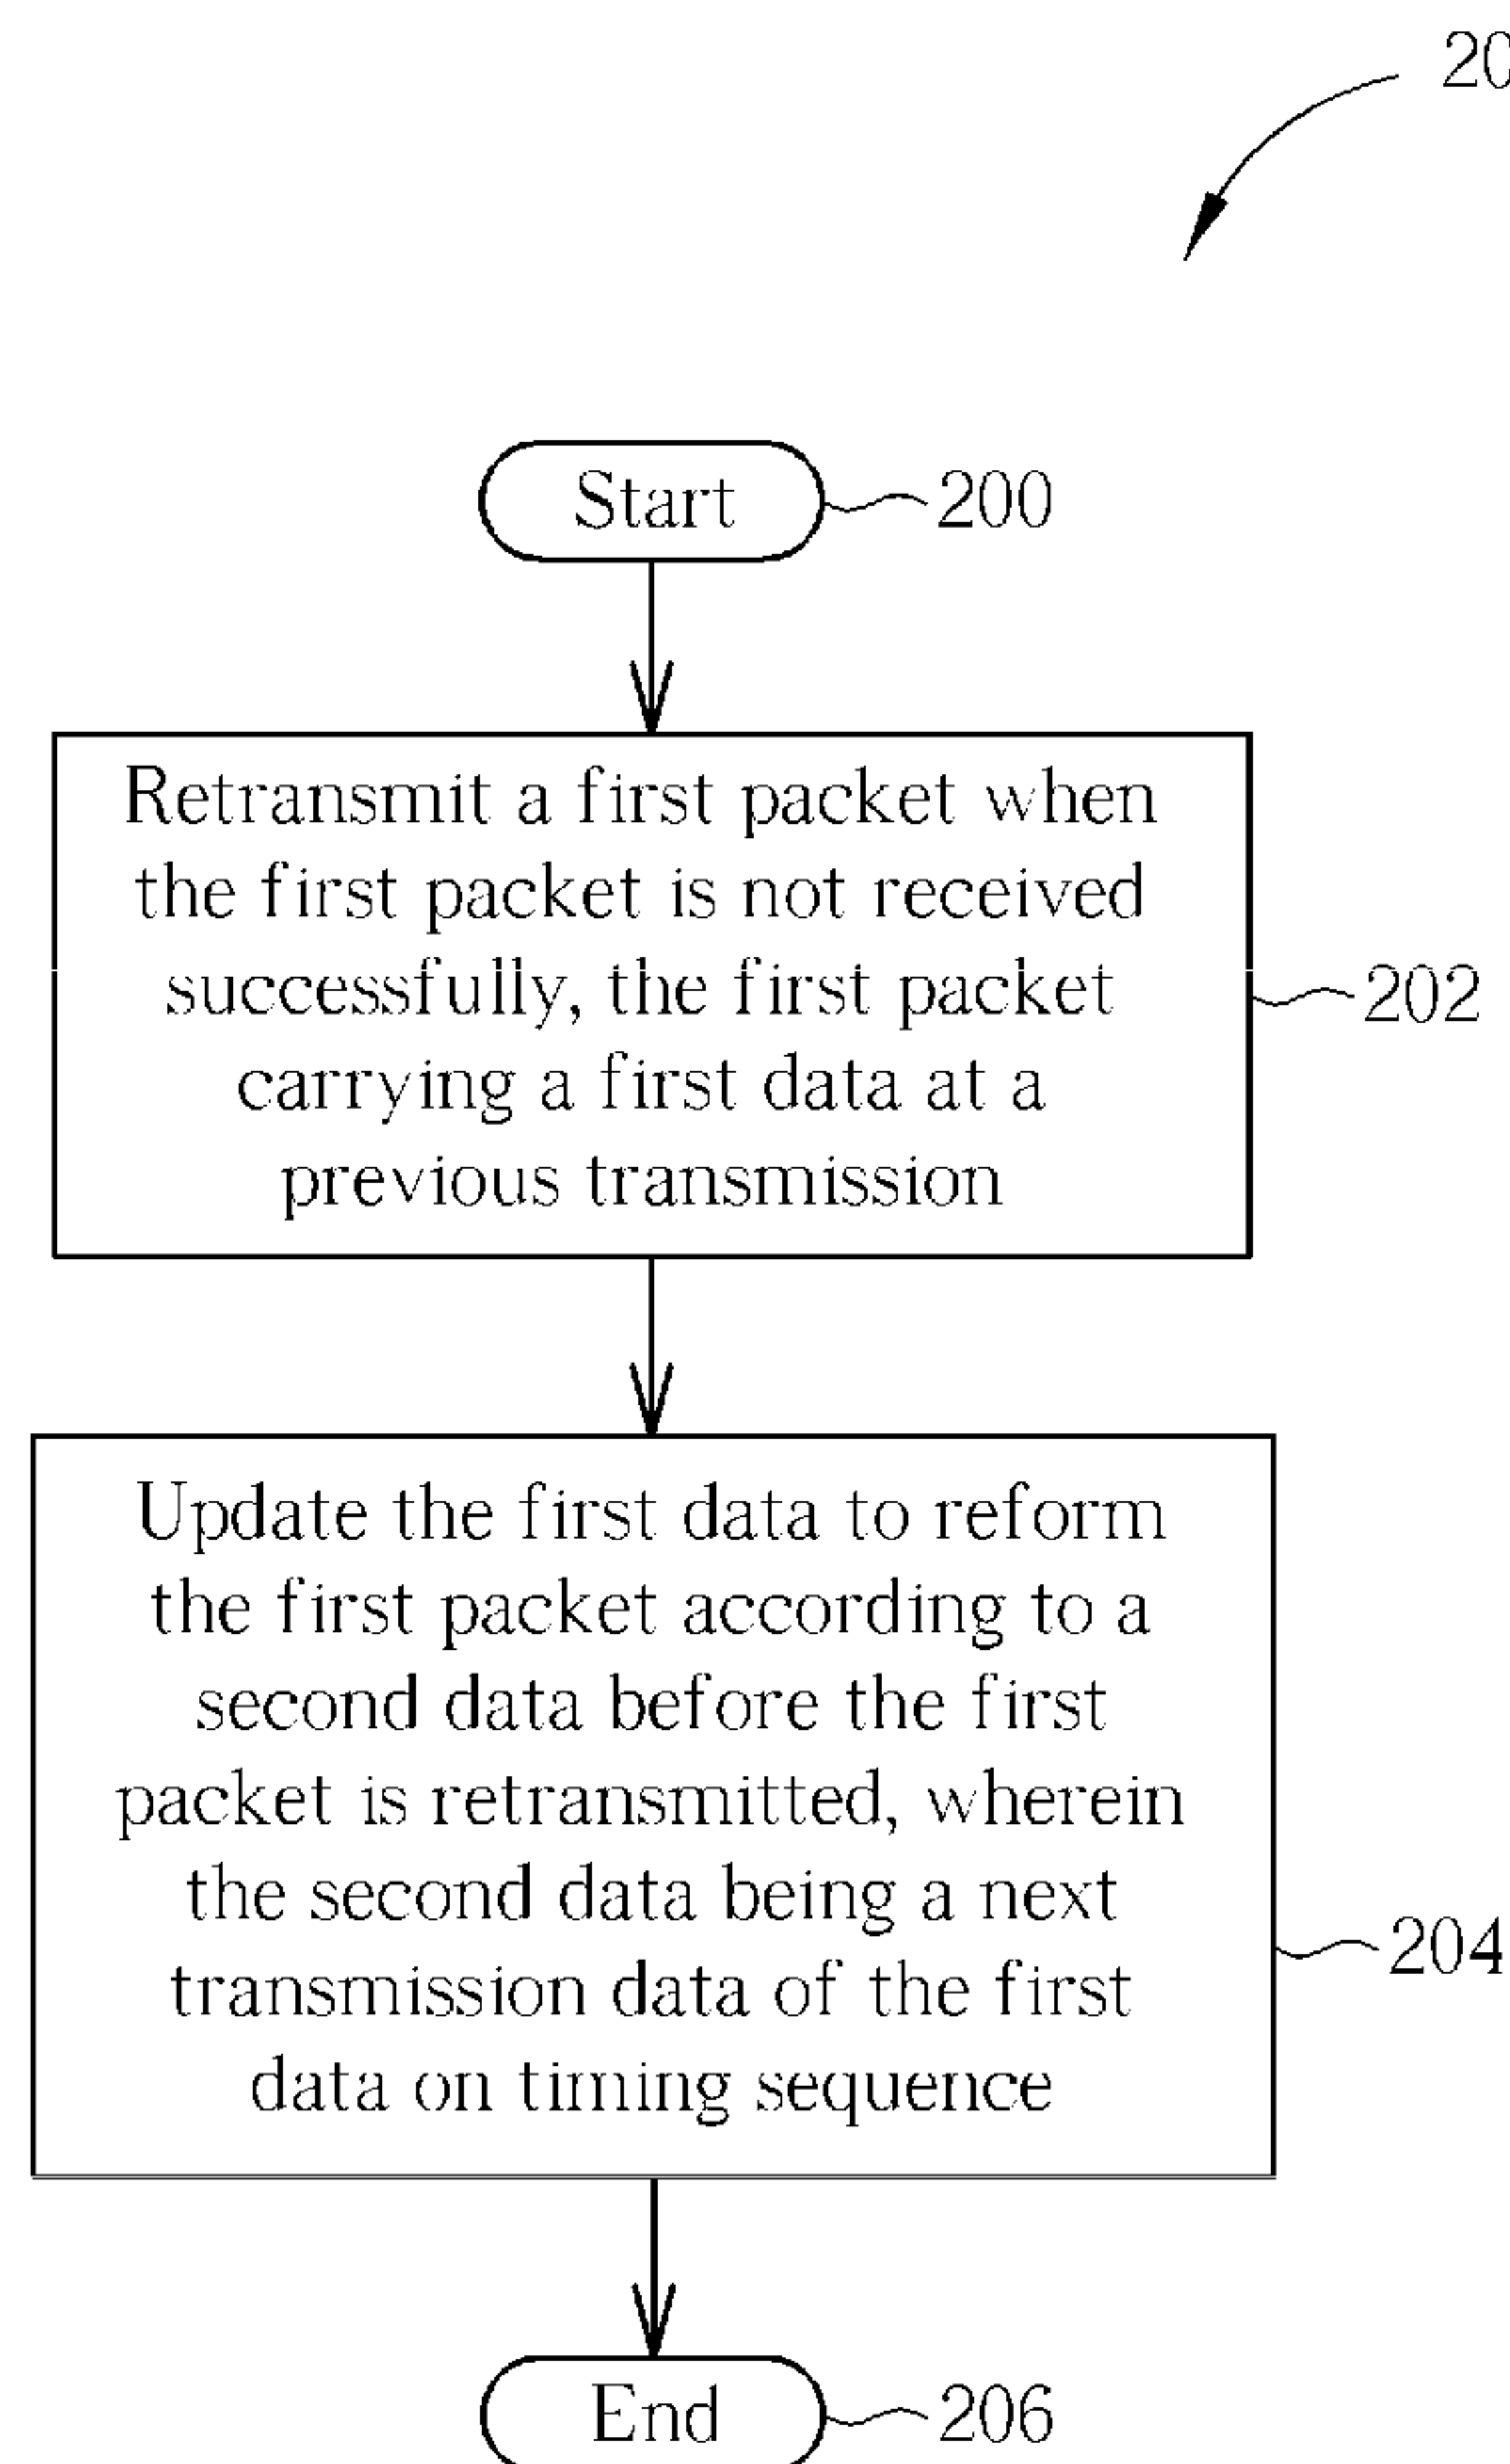 20
Start
200
Retransmit a first packet when
the first packet is not received
successfully, the first packet
carrying a first data at a
previous transmission
202
Update the first data to reform
the first packet according to a
second data before the first
packet is retransmitted, wherein
the second data being a next
transmission data of the first
data on timing sequence
204
End
206